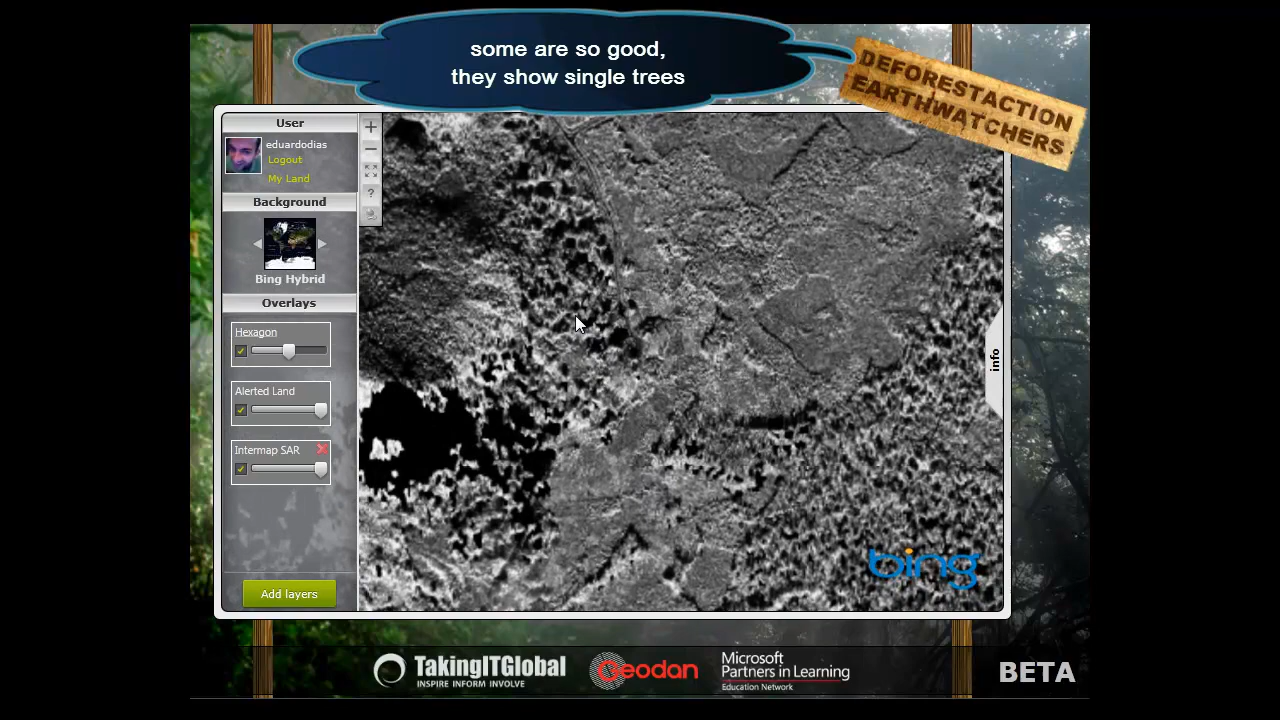 some are so good,
they show single trees
DEFORESTACTION
EARTHWATCHERS
User
eduardodias
Logout
My Land
Background
Bing Hybrid
Overlays
Hexagon
Alerted Land
Intermap SAR
Add layers
+
−
?
info
bing
TakingITGlobal
INSPIRE INFORM INVOLVE
Geodan
Microsoft
Partners in Learning
Education Network
BETA